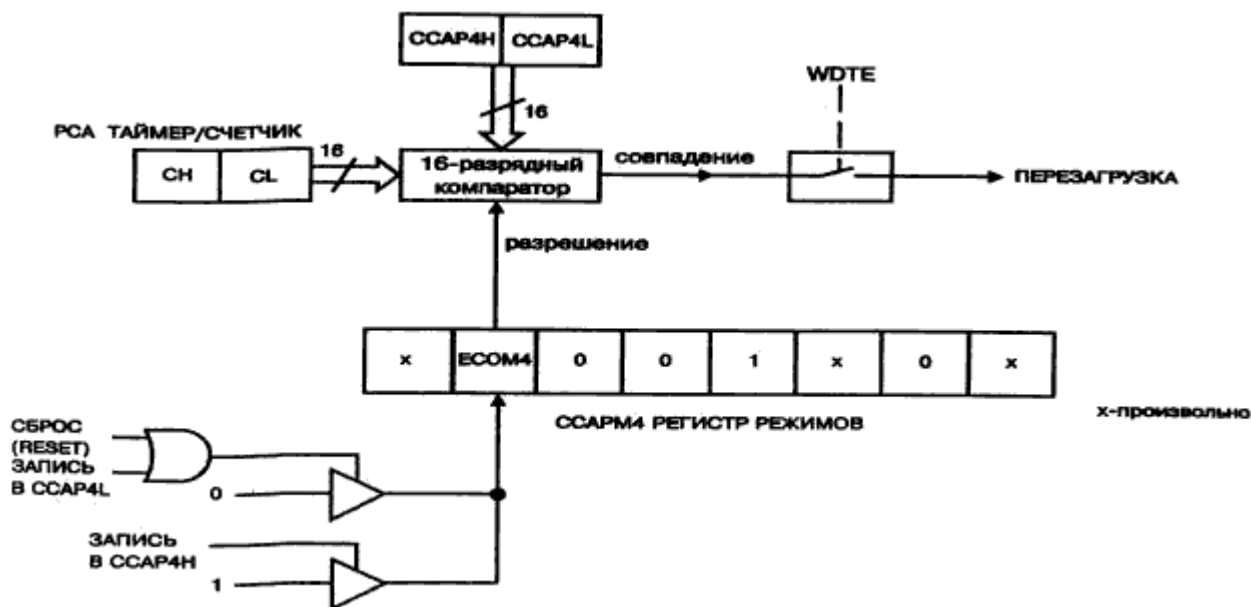 CCAP4H CCAP4L
WDTE
16
PCA ТАЙМЕР/СЧЕТЧИК
16
CH CL
16-разрядный
компаратор
совпадение
ПЕРЕЗАГРУЗКА
разрешение
x ECOM4 0 0 1 x 0 x
CCAPM4 РЕГИСТР РЕЖИМОВ
x-произвольно
СБРОС
(RESET)
ЗАПИСЬ
В CCAP4L
0
ЗАПИСЬ
В CCAP4H
1